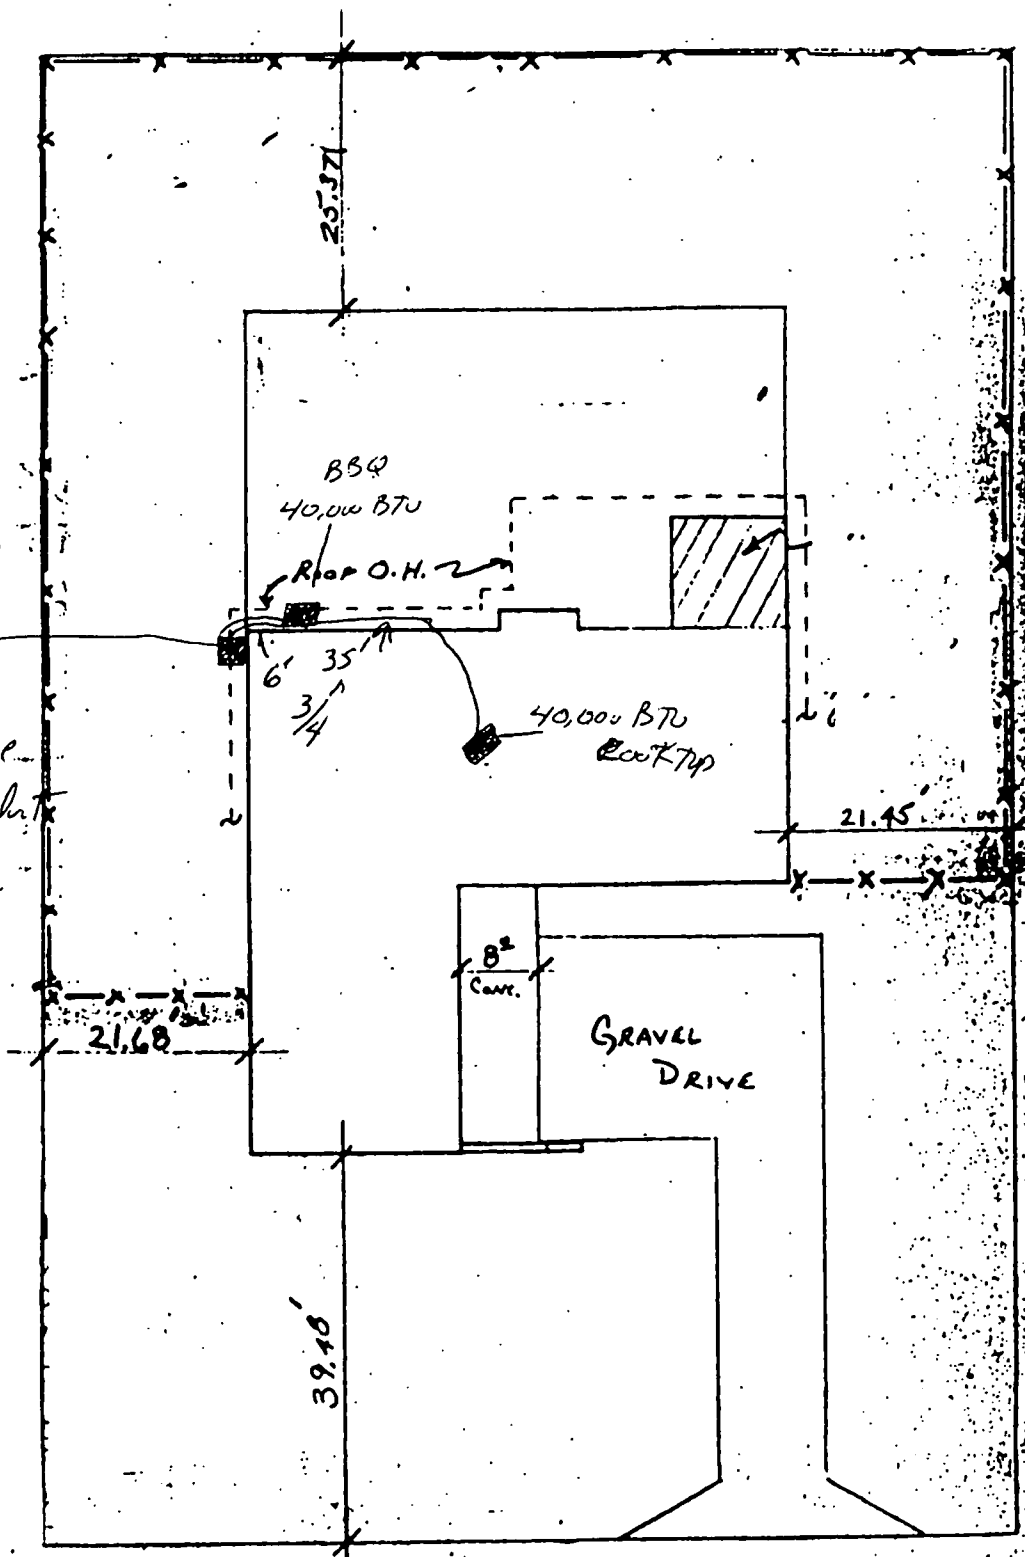 25.37'
BBQ
40,000 BTU
ROOF O.H.
6'
35'
3/4"
40,000 BTU
Cooktop
21.45'
8²
Conc.
21.68'
GRAVEL
DRIVE
39.48'